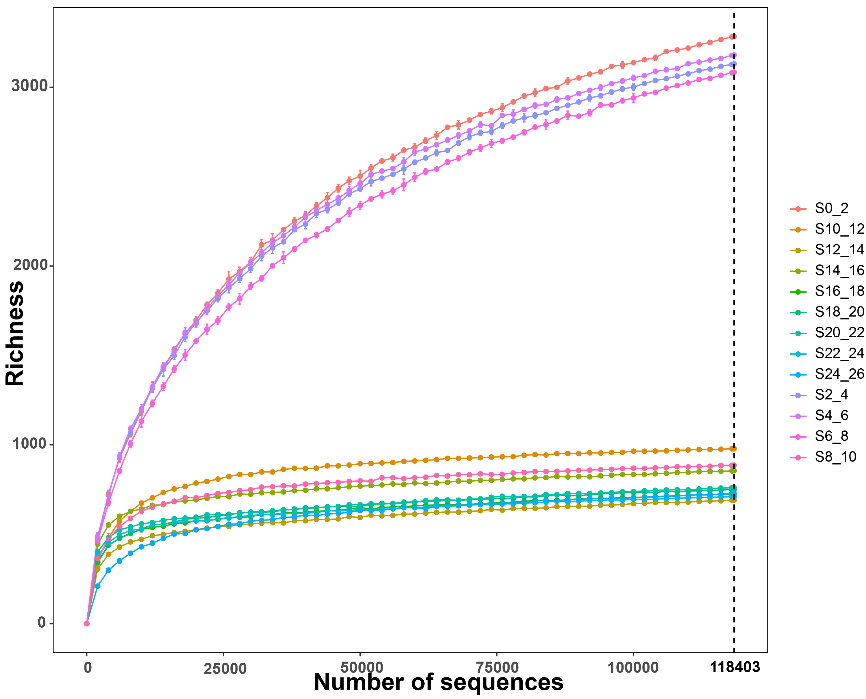 Richness
3000
2000
1000
0
0
25000
50000
75000
100000
118403
Number of sequences
S0_2
S10_12
S12_14
S14_16
S16_18
S18_20
S20_22
S22_24
S24_26
S2_4
S4_6
S6_8
S8_10